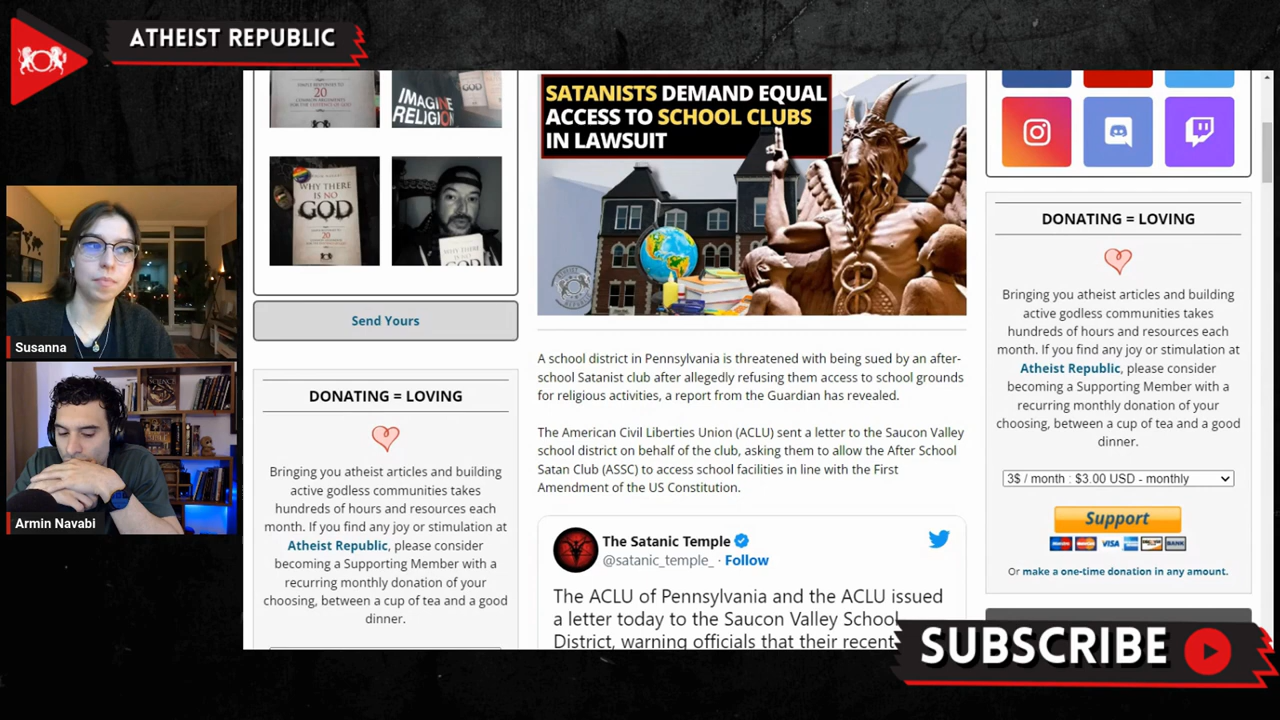 ATHEIST REPUBLIC
20
IMAGINE
RELIGION
GOD
WHY THERE
IS NO
GOD
20
Send Yours
DONATING = LOVING
Bringing you atheist articles and building
active godless communities takes
hundreds of hours and resources each
month. If you find any joy or stimulation at
Atheist Republic, please consider
becoming a Supporting Member with a
recurring monthly donation of your
choosing, between a cup of tea and a good
dinner.
SATANISTS DEMAND EQUAL
ACCESS TO SCHOOL CLUBS
IN LAWSUIT
A school district in Pennsylvania is threatened with being sued by an after-
school Satanist club after allegedly refusing them access to school grounds
for religious activities, a report from the Guardian has revealed.
The American Civil Liberties Union (ACLU) sent a letter to the Saucon Valley
school district on behalf of the club, asking them to allow the After School
Satan Club (ASSC) to access school facilities in line with the First
Amendment of the US Constitution.
The Satanic Temple
@satanic_temple_ · Follow
The ACLU of Pennsylvania and the ACLU issued
a letter today to the Saucon Valley School
District, warning officials that their recent
DONATING = LOVING
Bringing you atheist articles and building
active godless communities takes
hundreds of hours and resources each
month. If you find any joy or stimulation at
Atheist Republic, please consider
becoming a Supporting Member with a
recurring monthly donation of your
choosing, between a cup of tea and a good
dinner.
3$ / month : $3.00 USD - monthly
Support
VISA
BANK
Or make a one-time donation in any amount.
Susanna
Armin Navabi
SUBSCRIBE